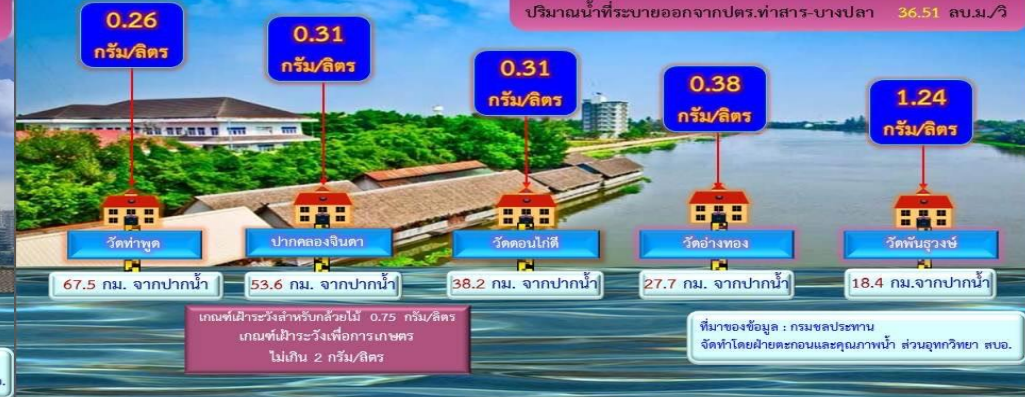 ปริมาณน้ำที่ระบายออกจากปตร.ท่าสาร-บางปลา 36.51 ลบ.ม./วิ
0.26
กรัม/ลิตร
0.31
กรัม/ลิตร
0.31
กรัม/ลิตร
0.38
กรัม/ลิตร
1.24
กรัม/ลิตร
วัดท่าพูด
ปากคลองจินดา
วัดดอนไก่ดี
วัดอ่างทอง
วัดพันธุวงษ์
67.5 กม. จากปากน้ำ
53.6 กม. จากปากน้ำ
38.2 กม. จากปากน้ำ
27.7 กม. จากปากน้ำ
18.4 กม.จากปากน้ำ
เกณฑ์เฝ้าระวังสำหรับกล้วยไม้ 0.75 กรัม/ลิตร
เกณฑ์เฝ้าระวังเพื่อการเกษตร
ไม่เกิน 2 กรัม/ลิตร
ที่มาของข้อมูล : กรมชลประทาน
จัดทำโดยฝ่ายตะกอนและคุณภาพน้ำ ส่วนอุทกวิทยา สบอ.